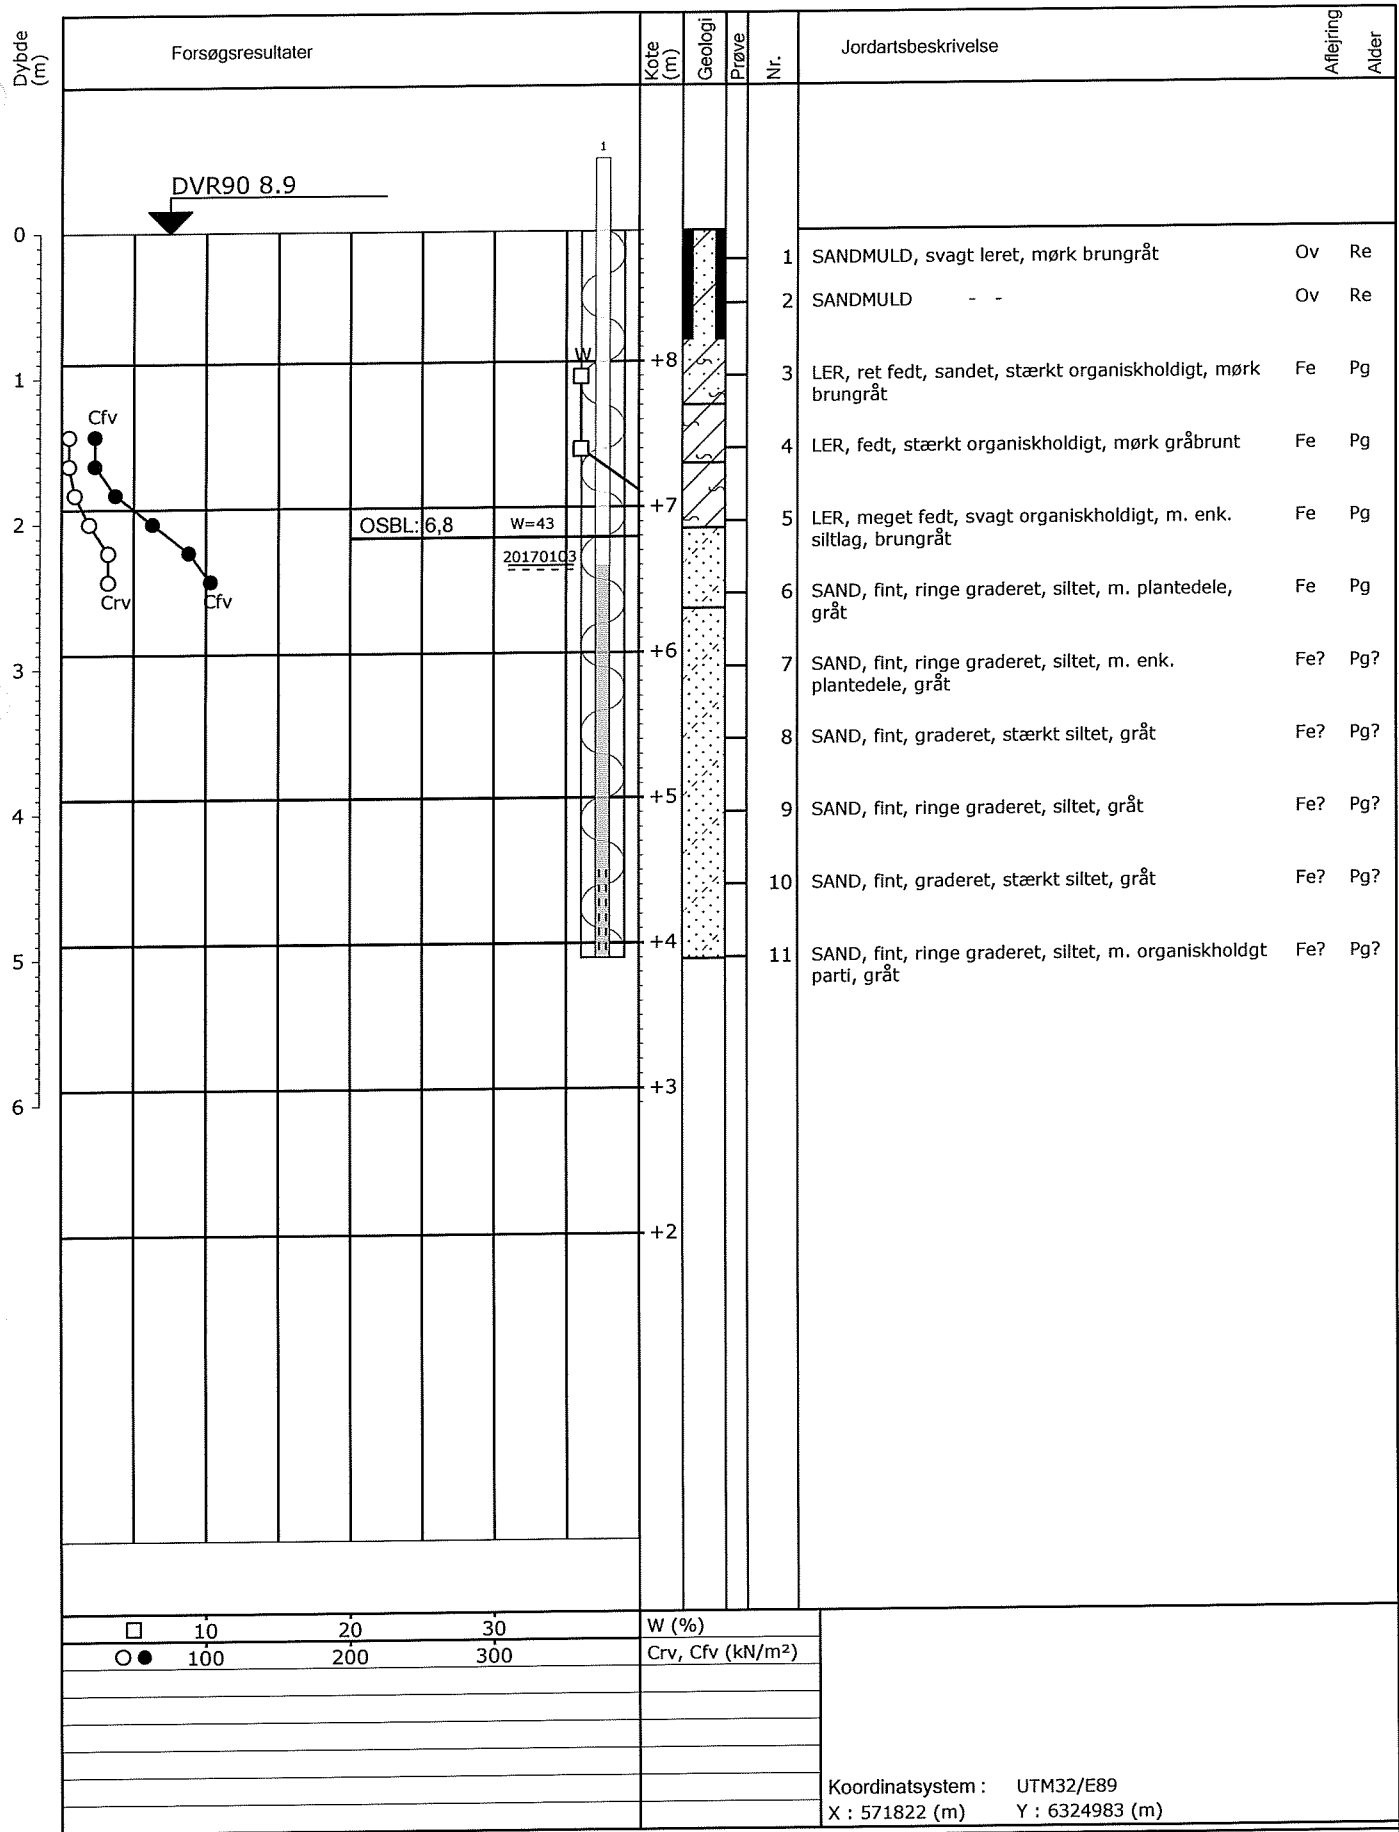 Dybde (m)
Forsøgsresultater
Kote (m)
Geologi
Prøve
Nr.
Jordartsbeskrivelse
Aflejring
Alder
1
DVR90 8.9
0
1 SANDMULD, svagt leret, mørk brungråt Ov Re
2 SANDMULD - - Ov Re
W
+8
1
3 LER, ret fedt, sandet, stærkt organiskholdigt, mørk Fe Pg
brungråt
Cfv
4 LER, fedt, stærkt organiskholdigt, mørk gråbrunt Fe Pg
+7
2
OSBL: 6,8 W=43
5 LER, meget fedt, svagt organiskholdigt, m. enk. Fe Pg
siltlag, brungråt
20170103
Crv Cfv
6 SAND, fint, ringe graderet, siltet, m. plantedele, Fe Pg
gråt
+6
3
7 SAND, fint, ringe graderet, siltet, m. enk. Fe? Pg?
plantedele, gråt
8 SAND, fint, graderet, stærkt siltet, gråt Fe? Pg?
+5
4
9 SAND, fint, ringe graderet, siltet, gråt Fe? Pg?
10 SAND, fint, graderet, stærkt siltet, gråt Fe? Pg?
+4
5
11 SAND, fint, ringe graderet, siltet, m. organiskholdgt Fe? Pg?
parti, gråt
+3
6
+2
10 20 30 W (%)
100 200 300 Crv, Cfv (kN/m²)
Koordinatsystem : UTM32/E89
X : 571822 (m) Y : 6324983 (m)